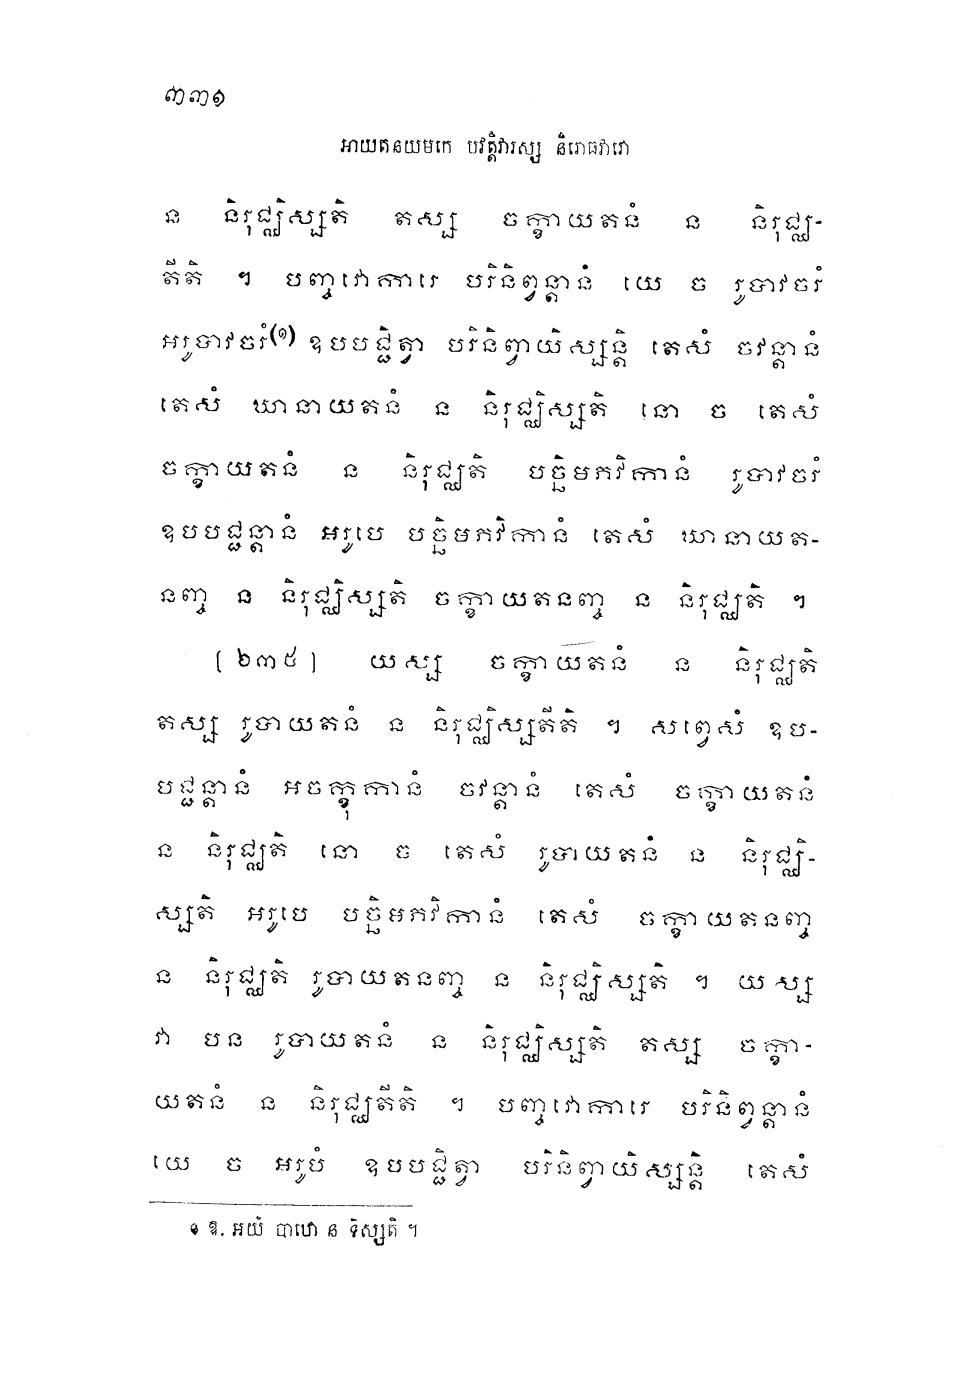 ៣៣១
អាយតនយមកេ បវត្តិវារស្ស និរោធវារោ
ន និរុជ្ឈិស្សតិ តស្ស ចក្ខាយតនំ ន និរុជ្ឈ-
តីតិ ។ បញ្ចវោការេ បរិនិព្វន្តានំ យេ ច រូបាវចរំ
អរូបាវចរំ(១) ឧបបជ្ជិត្វា បរិនិព្វាយិស្សន្តិ តេសំ ចវន្តានំ
តេសំ ឃានាយតនំ ន និរុជ្ឈិស្សតិ នោ ច តេសំ
ចក្ខាយតនំ ន និរុជ្ឈតិ បច្ឆិមភវិកានំ រូបាវចរំ
ឧបបជ្ជន្តានំ អរូបេ បច្ឆិមភវិកានំ តេសំ ឃានាយត-
នញ្ច ន និរុជ្ឈិស្សតិ ចក្ខាយតនញ្ច ន និរុជ្ឈតិ ។
[ ២៣៥ ] យស្ស ចក្ខាយតនំ ន និរុជ្ឈតិ
តស្ស រូបាយតនំ ន និរុជ្ឈិស្សតីតិ ។ សព្វេសំ ឧប-
បជ្ជន្តានំ អចក្ខុកានំ ចវន្តានំ តេសំ ចក្ខាយតនំ
ន និរុជ្ឈតិ នោ ច តេសំ រូបាយតនំ ន និរុជ្ឈិ-
ស្សតិ អរូបេ បច្ឆិមភវិកានំ តេសំ ចក្ខាយតនញ្ច
ន និរុជ្ឈតិ រូបាយតនញ្ច ន និរុជ្ឈិស្សតិ ។ យស្ស
វា បន រូបាយតនំ ន និរុជ្ឈិស្សតិ តស្ស ចក្ខា-
យតនំ ន និរុជ្ឈតីតិ ។ បញ្ចវោការេ បរិនិព្វន្តានំ
យេ ច អរូបំ ឧបបជ្ជិត្វា បរិនិព្វាយិស្សន្តិ តេសំ
១ ឱ. អយំ បាឋោ ន ទិស្សតិ ។